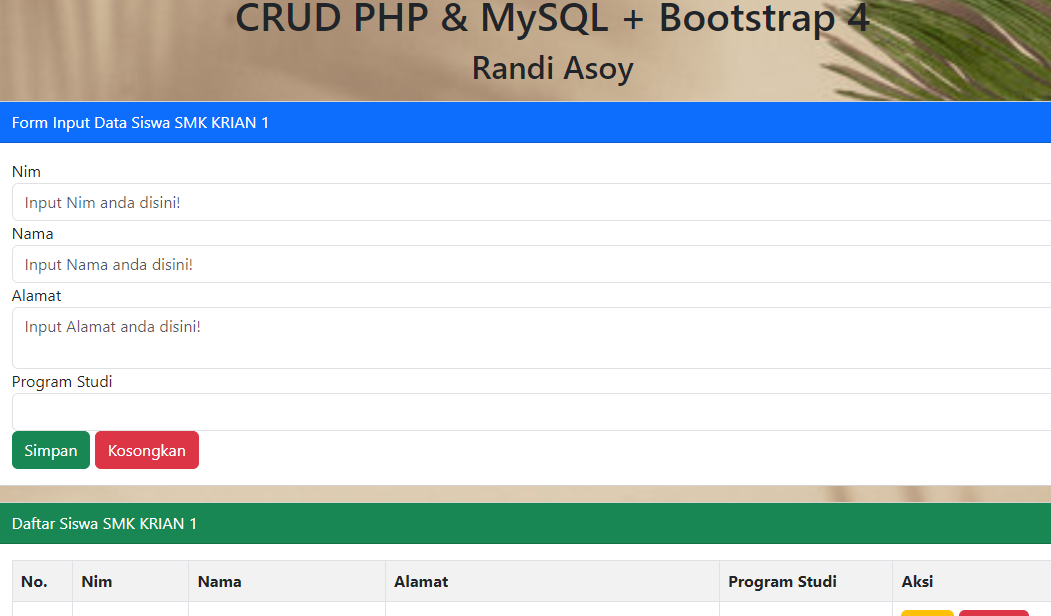 CRUD PHP & MySQL + Bootstrap 4
Randi Asoy
Form Input Data Siswa SMK KRIAN 1
Nim
Input Nim anda disini!
Nama
Input Nama anda disini!
Alamat
Input Alamat anda disini!
Program Studi
Simpan Kosongkan
Daftar Siswa SMK KRIAN 1
No. Nim Nama Alamat Program Studi Aksi